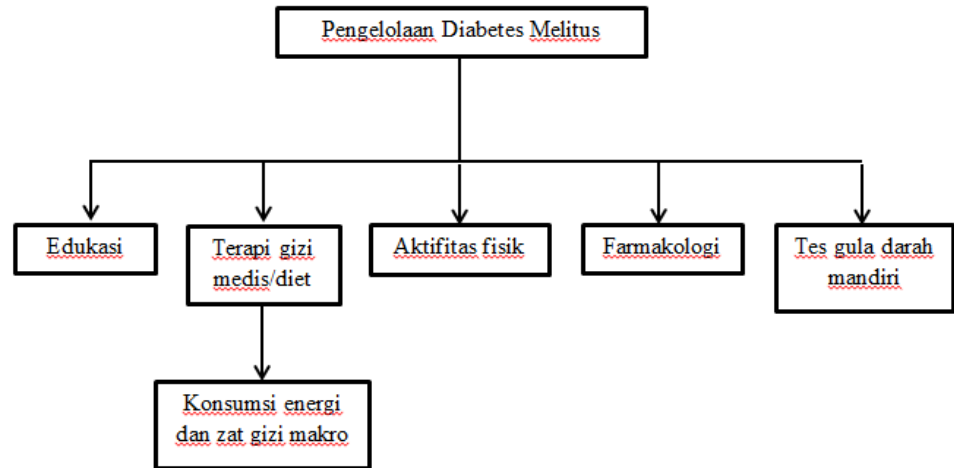 Pengelolaan Diabetes Melitus
Edukasi
Terapi gizi
medis/diet
Aktifitas fisik
Farmakologi
Tes gula darah
mandiri
Konsumsi energi
dan zat gizi makro